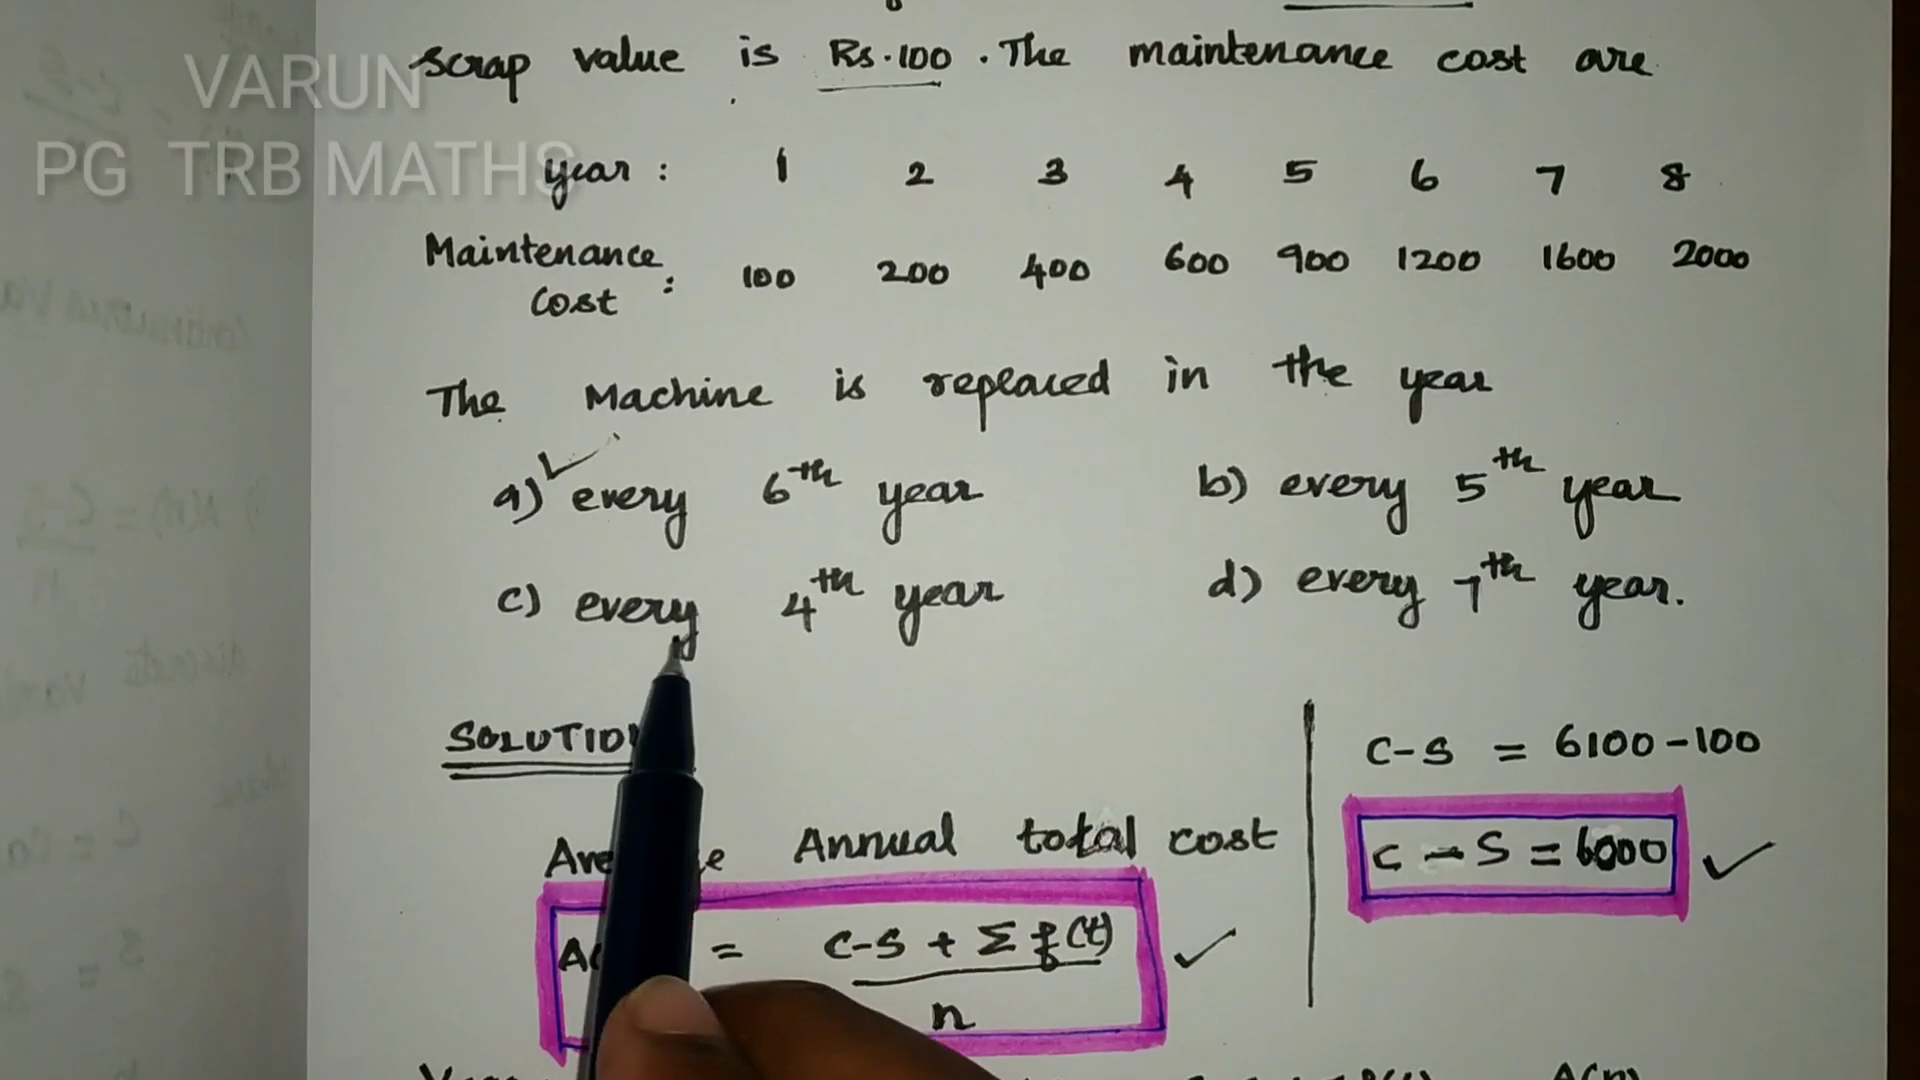 VARUN
PG TRB MATHS
scrap value is Rs.100. The maintenance cost are
year: 1 2 3 4 5 6 7 8
Maintenance cost: 100 200 400 600 900 1200 1600 2000
The Machine is replaced in the year
a) every 6th year b) every 5th year
c) every 4th year d) every 7th year.
SOLUTION
C-S = 6100-100
C-S = 6000
Annual total cost
= C-S + Σ f(t)
n
A(n)